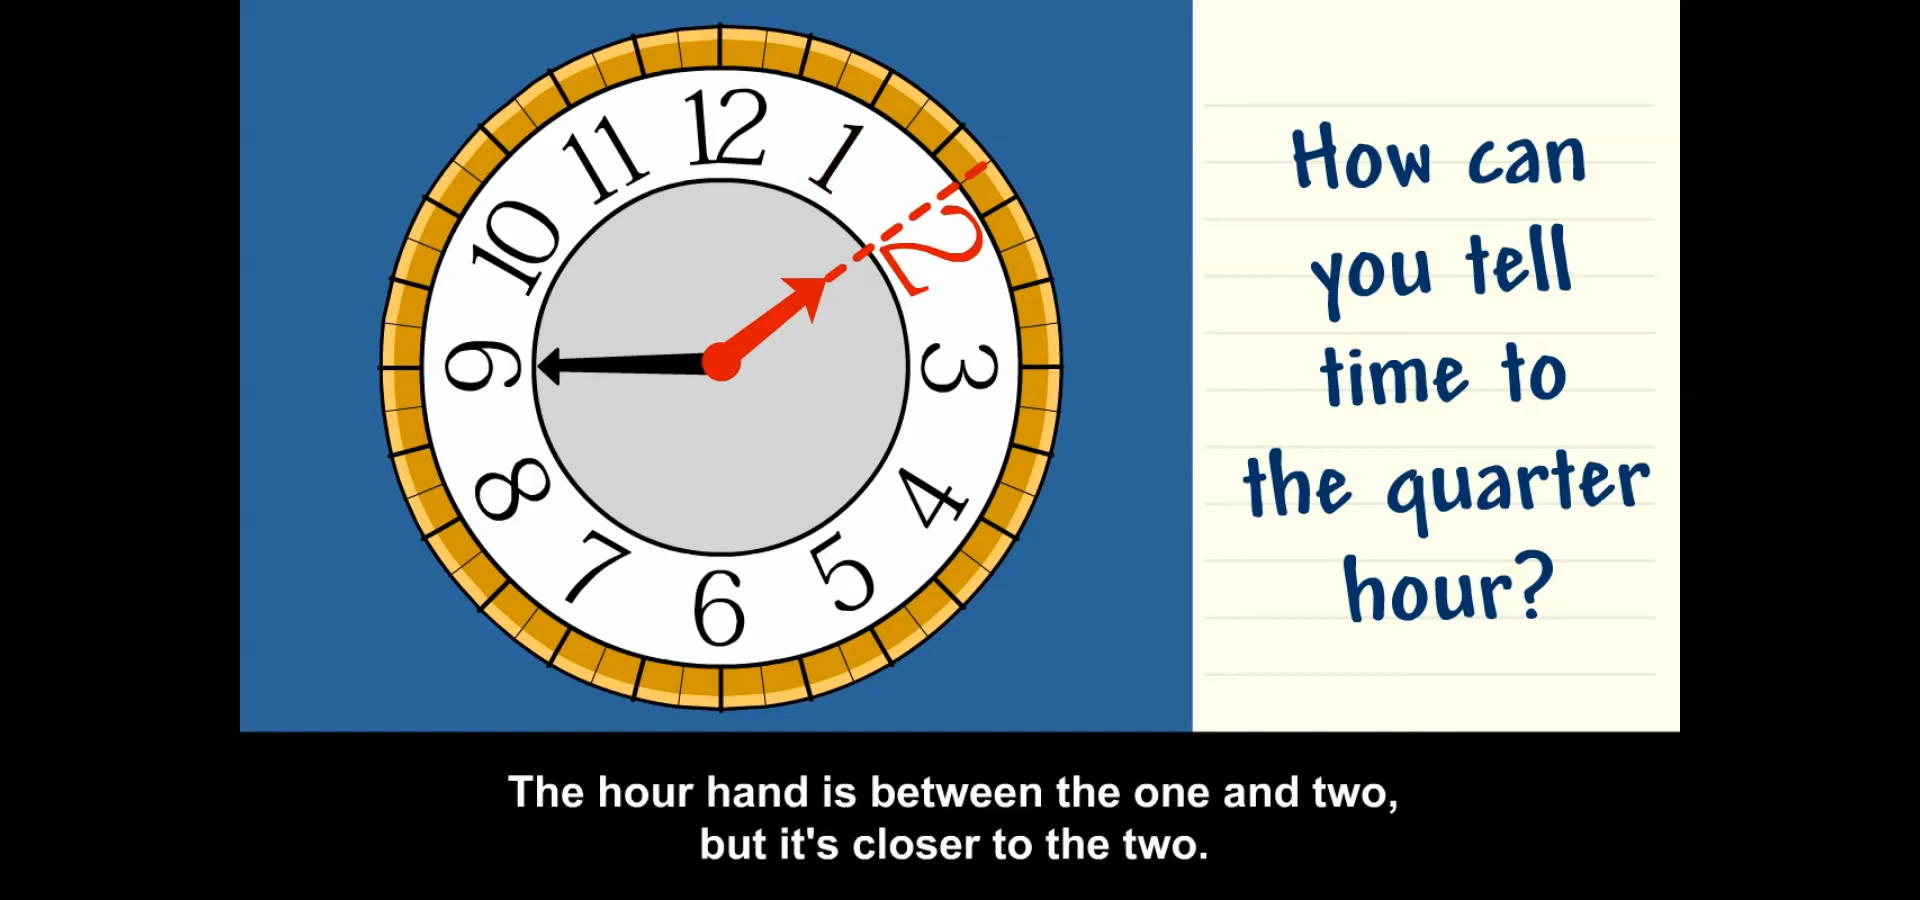 12
1
2
3
4
5
6
7
8
9
10
11
How can
you tell
time to
the quarter
hour?
The hour hand is between the one and two,
but it's closer to the two.